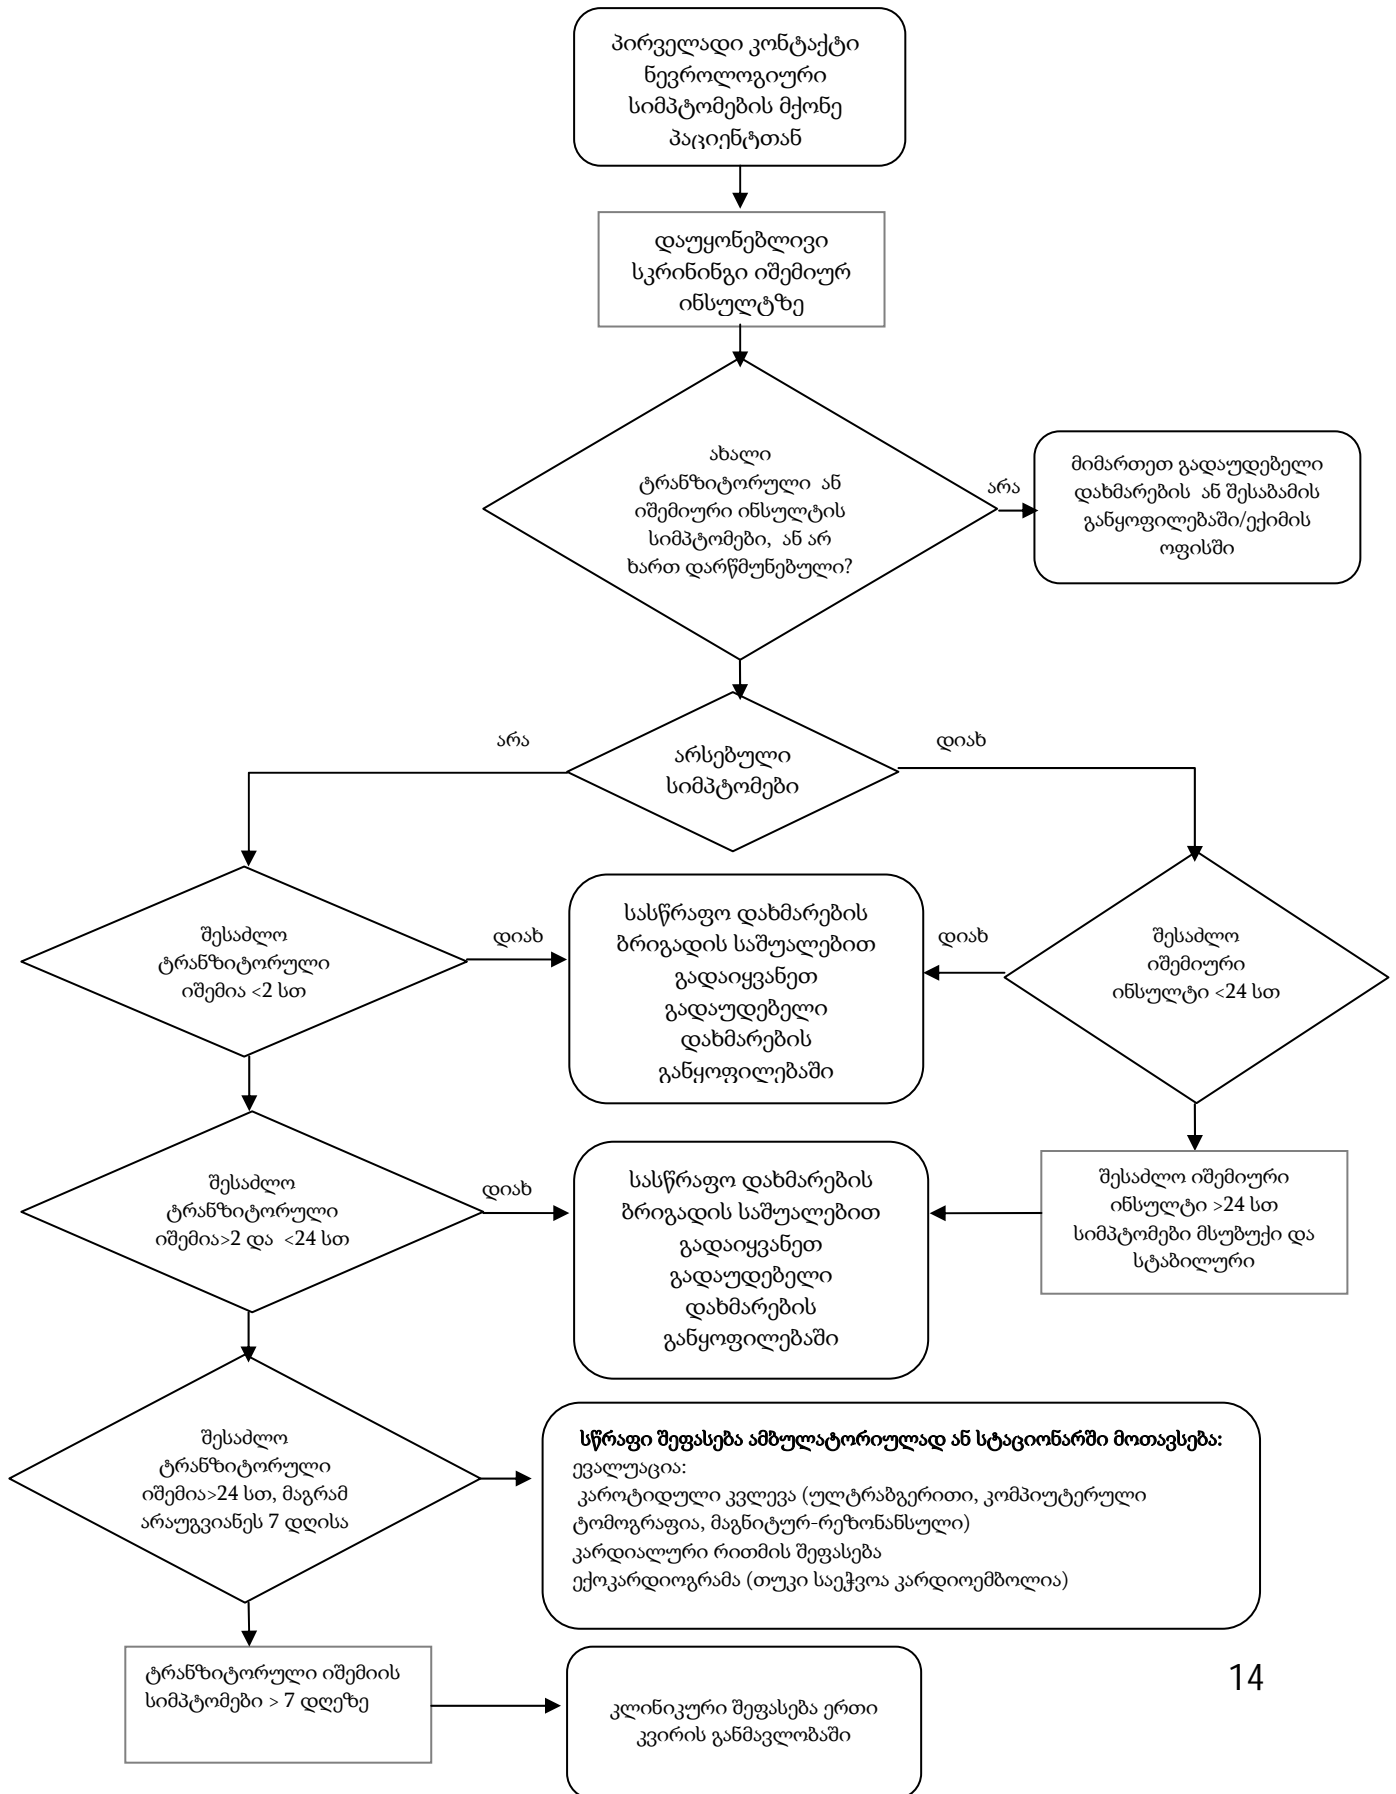 პირველადი კონტაქტი
ნევროლოგიური
სიმპტომების მქონე
პაციენტთან
დაუყონებლივი
სკრინინგი იშემიურ
ინსულტზე
ახალი
ტრანზიტორული ან
იშემიური ინსულტის
სიმპტომები, ან არ
ხართ დარწმუნებული?
არა
მიმართეთ გადაუდებელი
დახმარების ან შესაბამის
განყოფილებაში/ექიმის
ოფისში
არა
არსებული
სიმპტომები
დიახ
შესაძლო
ტრანზიტორული
იშემია <2 სთ
დიახ
სასწრაფო დახმარების
ბრიგადის საშუალებით
გადაიყვანეთ
გადაუდებელი
დახმარების
განყოფილებაში
დიახ
შესაძლო
იშემიური
ინსულტი <24 სთ
შესაძლო
ტრანზიტორული
იშემია>2 და <24 სთ
დიახ
სასწრაფო დახმარების
ბრიგადის საშუალებით
გადაიყვანეთ
გადაუდებელი
დახმარების
განყოფილებაში
შესაძლო იშემიური
ინსულტი >24 სთ
სიმპტომები მსუბუქი და
სტაბილური
შესაძლო
ტრანზიტორული
იშემია>24 სთ, მაგრამ
არაუგვიანეს 7 დღისა
სწრაფი შეფასება ამბულატორიულად ან სტაციონარში მოთავსება:
ევალუაცია:
კაროტიდული კვლევა (ულტრაბგერითი, კომპიუტერული
ტომოგრაფია, მაგნიტურ-რეზონანსული)
კარდიალური რითმის შეფასება
ექოკარდიოგრამა (თუკი საეჭვოა კარდიოემბოლია)
ტრანზიტორული იშემიის
სიმპტომები > 7 დღეზე
კლინიკური შეფასება ერთი
კვირის განმავლობაში
14